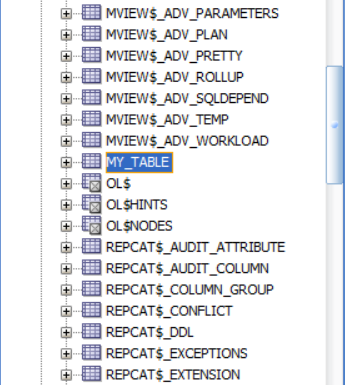 MVIEW$_ADV_PARAMETERS
MVIEW$_ADV_PLAN
MVIEW$_ADV_PRETTY
MVIEW$_ADV_ROLLUP
MVIEW$_ADV_SQLDEPEND
MVIEW$_ADV_TEMP
MVIEW$_ADV_WORKLOAD
MY_TABLE
OL$
OL$HINTS
OL$NODES
REPCAT$_AUDIT_ATTRIBUTE
REPCAT$_AUDIT_COLUMN
REPCAT$_COLUMN_GROUP
REPCAT$_CONFLICT
REPCAT$_DDL
REPCAT$_EXCEPTIONS
REPCAT$_EXTENSION